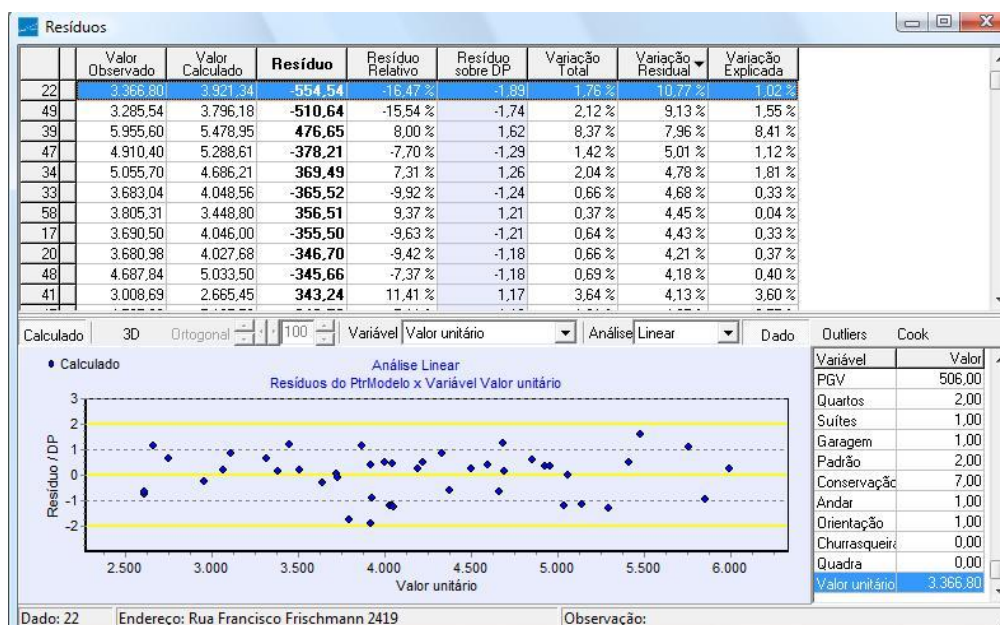 Resíduos
Valor Observado Valor Calculado Resíduo Resíduo Relativo Resíduo sobre DP Variação Total Variação Residual Variação Explicada
22 3.366,80 3.921,34 -554,54 -16,47 % -1,89 1,76 % 10,77 % 1,02 %
49 3.285,54 3.796,18 -510,64 -15,54 % -1,74 2,12 % 9,13 % 1,55 %
39 5.955,60 5.478,95 476,65 8,00 % 1,62 8,37 % 7,96 % 8,41 %
47 4.910,40 5.288,61 -378,21 -7,70 % -1,29 1,42 % 5,01 % 1,12 %
34 5.055,70 4.686,21 369,49 7,31 % 1,26 2,04 % 4,78 % 1,81 %
33 3.683,04 4.048,56 -365,52 -9,92 % -1,24 0,66 % 4,68 % 0,33 %
58 3.805,31 3.448,80 356,51 9,37 % 1,21 0,37 % 4,45 % 0,04 %
17 3.690,50 4.046,00 -355,50 -9,63 % -1,21 0,64 % 4,43 % 0,33 %
20 3.680,98 4.027,68 -346,70 -9,42 % -1,18 0,66 % 4,21 % 0,37 %
48 4.687,84 5.033,50 -345,66 -7,37 % -1,18 0,69 % 4,18 % 0,40 %
41 3.008,69 2.665,45 343,24 11,41 % 1,17 3,64 % 4,13 % 3,60 %
Calculado 3D Ortogonal 100 Variável Valor unitário Análise Linear Dado Outliers Cook
Calculado
Análise Linear
Resíduos do PtrModelo x Variável Valor unitário
3
2
1
0
-1
-2
Resíduo / DP
2.500 3.000 3.500 4.000 4.500 5.000 5.500 6.000
Valor unitário
Variável Valor
PGV 506,00
Quartos 2,00
Suítes 1,00
Garagem 1,00
Padrão 2,00
Conservação 7,00
Andar 1,00
Orientação 1,00
Churrasqueira 0,00
Quadra 0,00
Valor unitário 3.366,80
Dado: 22 Endereço: Rua Francisco Frischmann 2419 Observação: